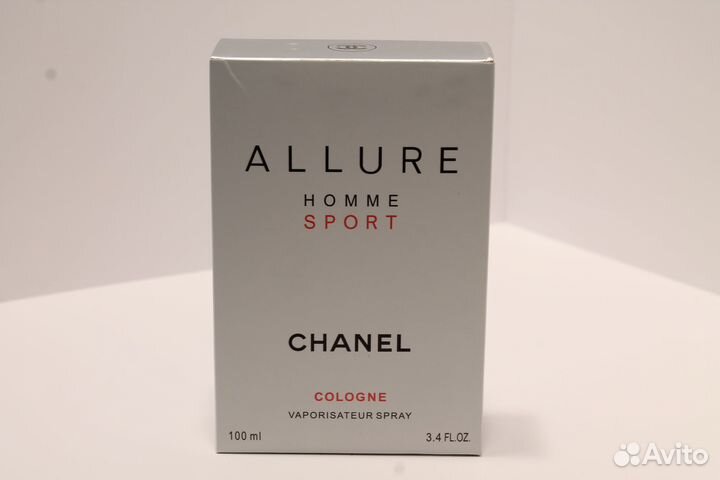 ALLURE
HOMME
SPORT
CHANEL
COLOGNE
VAPORISATEUR SPRAY
100 ml 3.4 FL.OZ.
Avito